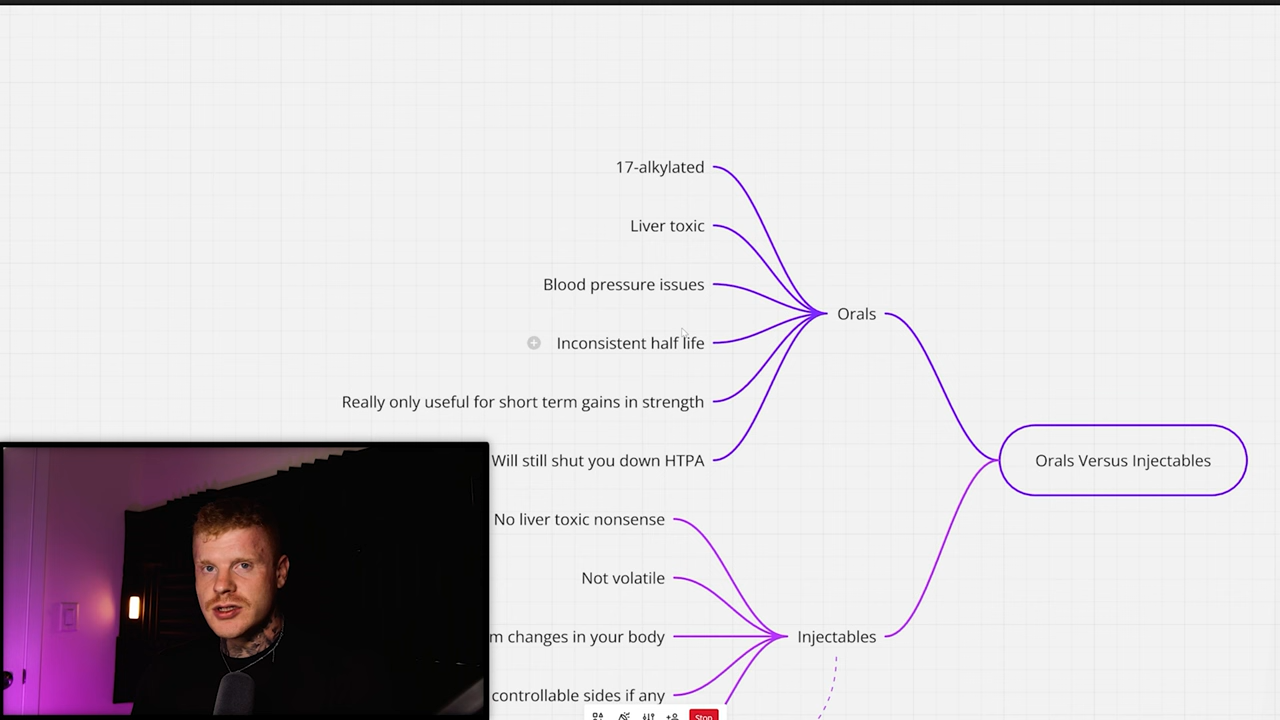 17-alkylated
Liver toxic
Blood pressure issues
Inconsistent half life
Really only useful for short term gains in strength
Will still shut you down HTPA
Orals
Orals Versus Injectables
No liver toxic nonsense
Not volatile
changes in your body
controllable sides if any
Injectables
Stop